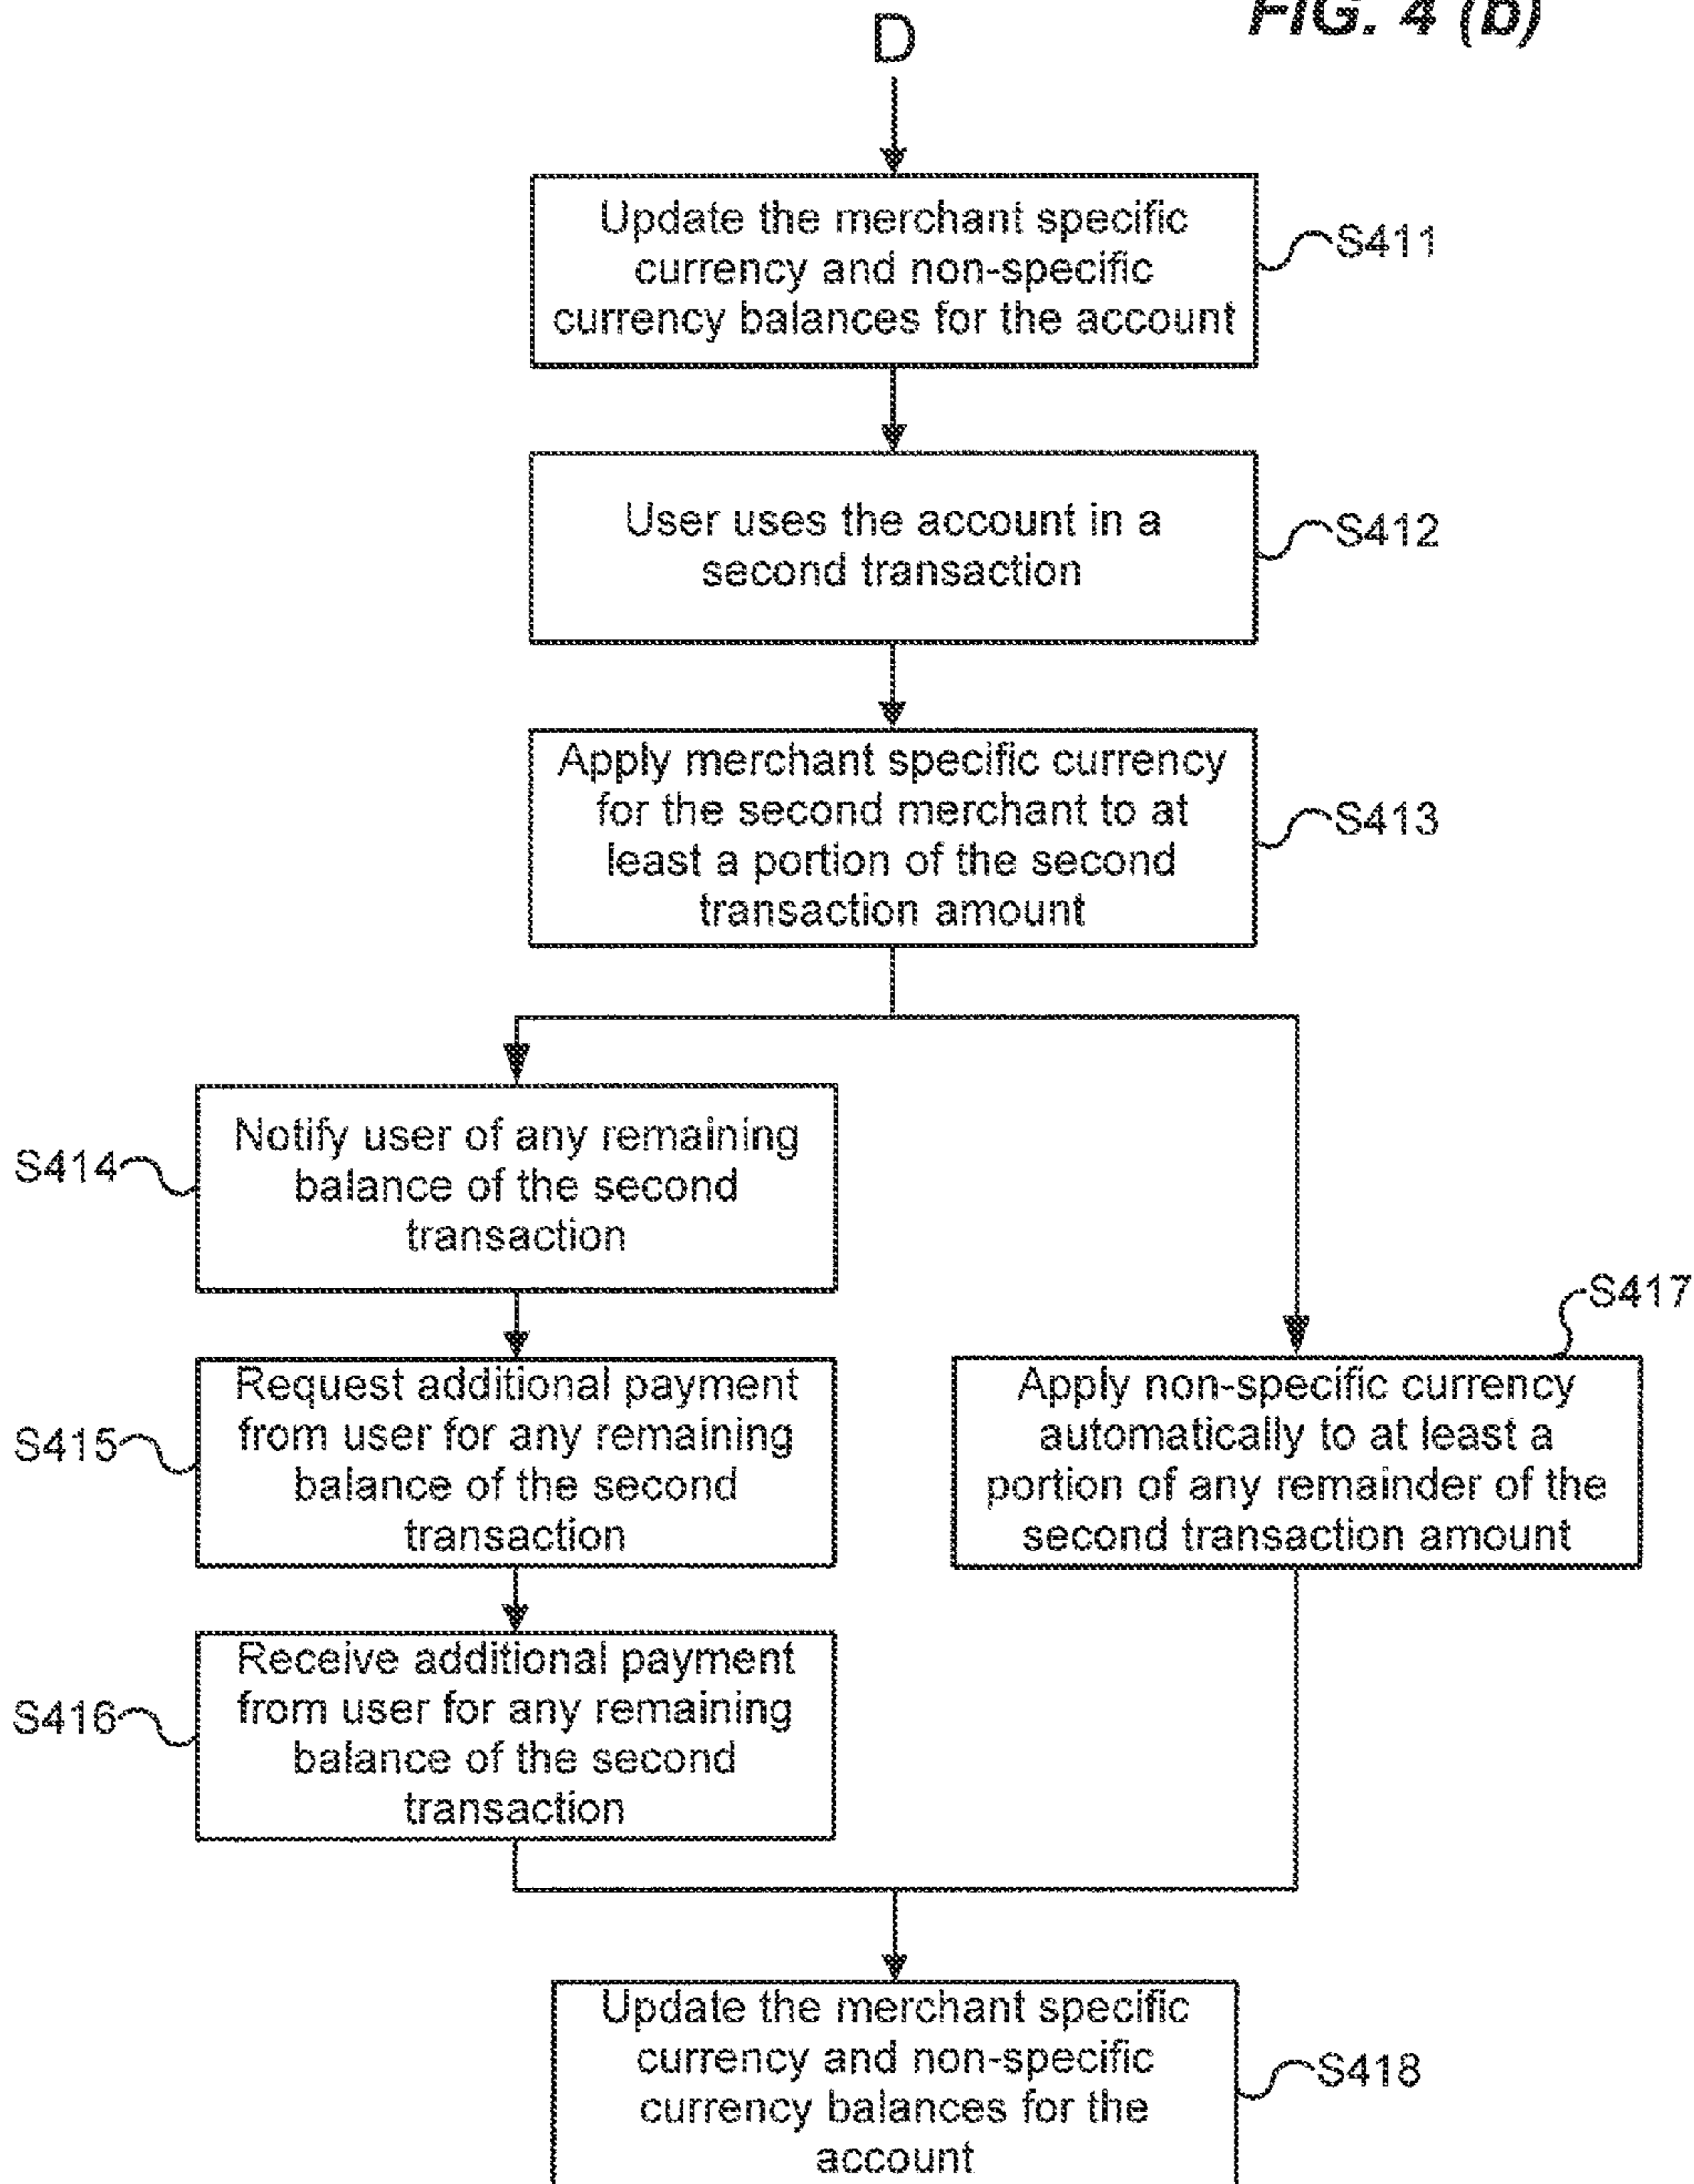 FIG. 4 (b)
D
Update the merchant specific
currency and non-specific
currency balances for the account
S411
User uses the account in a
second transaction
S412
Apply merchant specific currency
for the second merchant to at
least a portion of the second
transaction amount
S413
Notify user of any remaining
balance of the second
transaction
S414
Request additional payment
from user for any remaining
balance of the second
transaction
S415
Receive additional payment
from user for any remaining
balance of the second
transaction
S416
S417
Apply non-specific currency
automatically to at least a
portion of any remainder of the
second transaction amount
Update the merchant specific
currency and non-specific
currency balances for the
account
S418